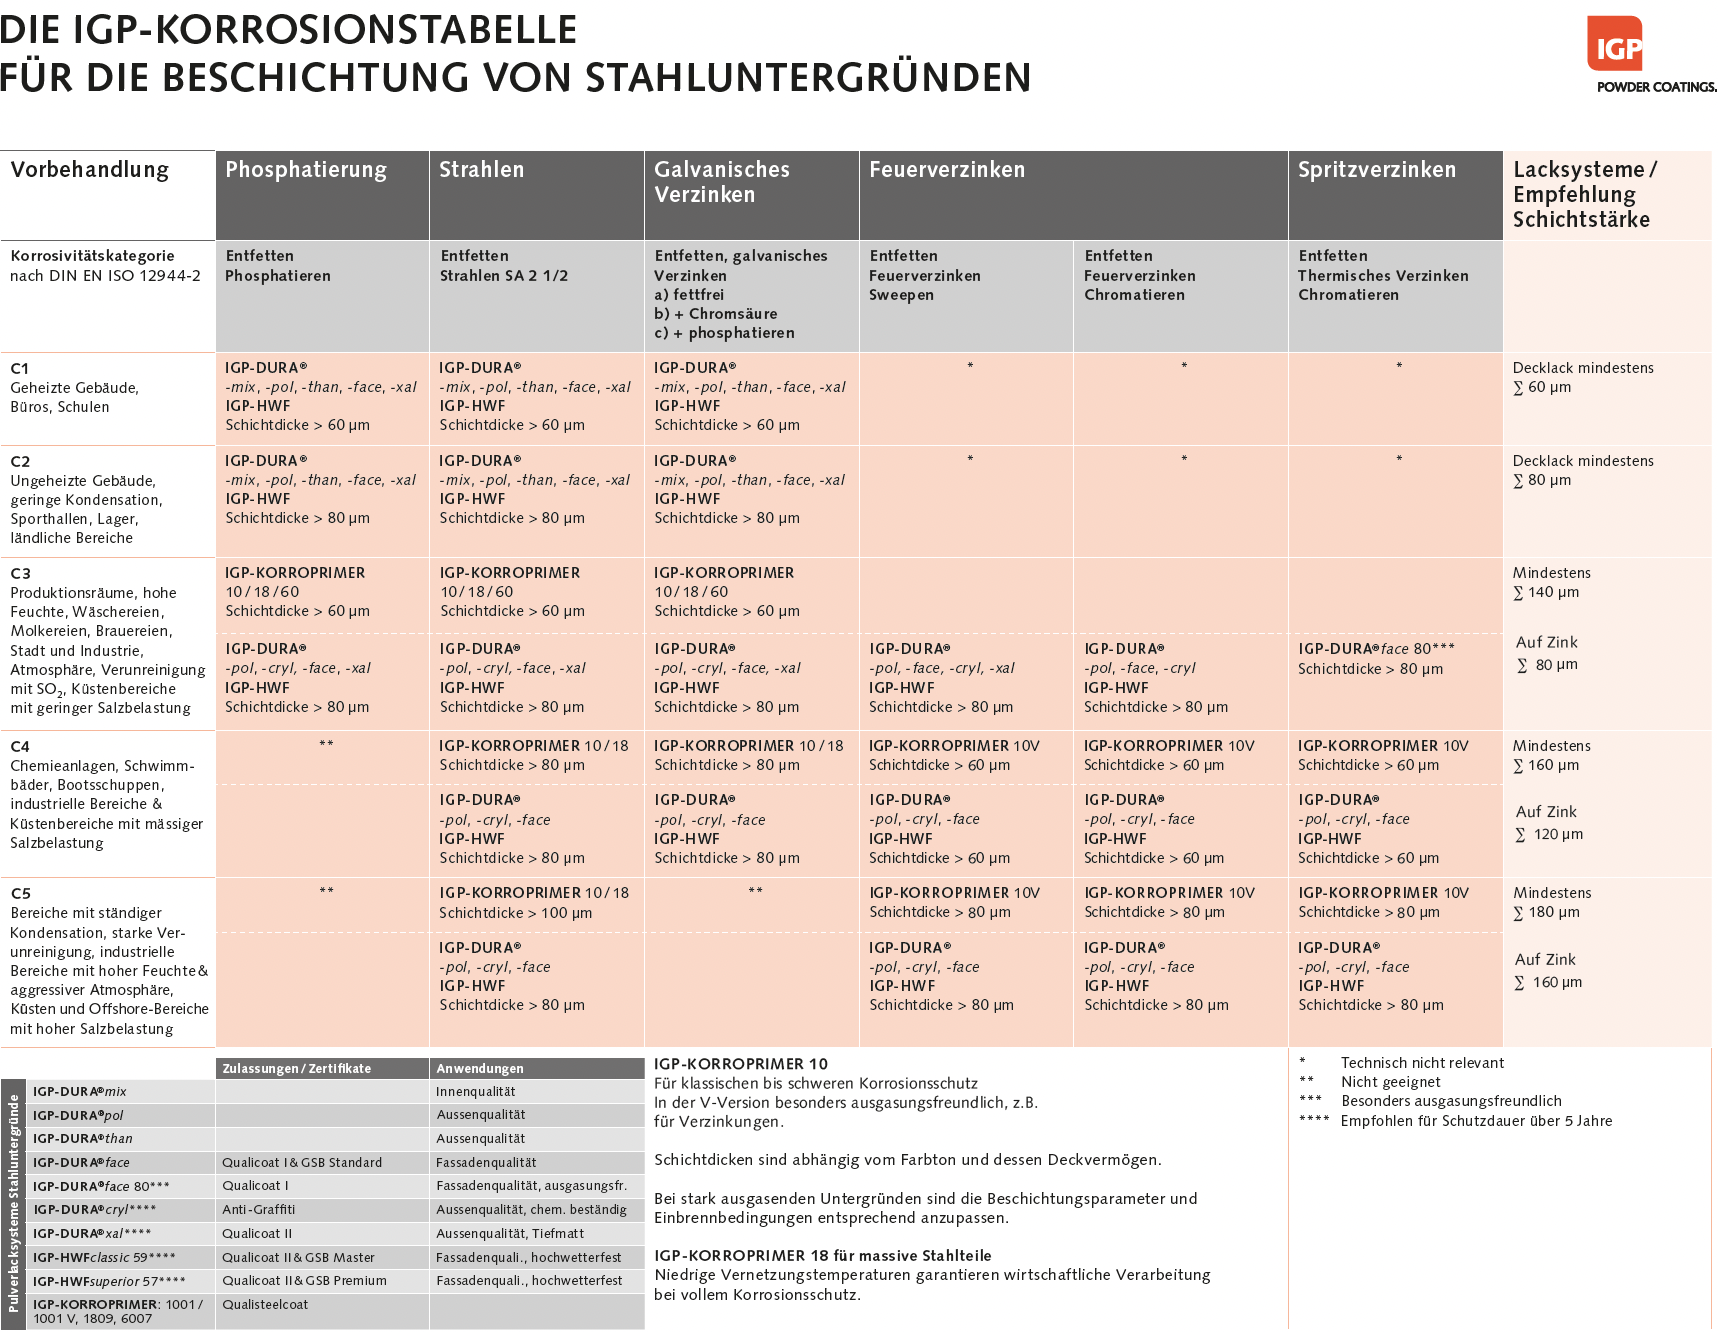 DIE IGP-KORROSIONSTABELLE
FÜR DIE BESCHICHTUNG VON STAHLUNTERGRÜNDEN
IGP
POWDER COATINGS.
Vorbehandlung
Phosphatierung
Strahlen
Galvanisches
Verzinken
Feuerverzinken
Spritzverzinken
Lacksysteme /
Empfehlung
Schichtstärke
Korrosivitätskategorie
nach DIN EN ISO 12944-2
Entfetten
Phosphatieren
Entfetten
Strahlen SA 2 1/2
Entfetten, galvanisches
Verzinken
a) fettfrei
b) + Chromsäure
c) + phosphatieren
Entfetten
Feuerverzinken
Sweepen
Entfetten
Feuerverzinken
Chromatieren
Entfetten
Thermisches Verzinken
Chromatieren
C1
Geheizte Gebäude,
Büros, Schulen
IGP-DURA®
-mix, -pol, -than, -face, -xal
IGP-HWF
Schichtdicke > 60 µm
IGP-DURA®
-mix, -pol, -than, -face, -xal
IGP-HWF
Schichtdicke > 60 µm
IGP-DURA®
-mix, -pol, -than, -face, -xal
IGP-HWF
Schichtdicke > 60 µm
*
*
*
Decklack mindestens
∑ 60 µm
C2
Ungeheizte Gebäude,
geringe Kondensation,
Sporthallen, Lager,
ländliche Bereiche
IGP-DURA®
-mix, -pol, -than, -face, -xal
IGP-HWF
Schichtdicke > 80 µm
IGP-DURA®
-mix, -pol, -than, -face, -xal
IGP-HWF
Schichtdicke > 80 µm
IGP-DURA®
-mix, -pol, -than, -face, -xal
IGP-HWF
Schichtdicke > 80 µm
*
*
*
Decklack mindestens
∑ 80 µm
C3
Produktionsräume, hohe
Feuchte, Wäschereien,
Molkereien, Brauereien,
Stadt und Industrie,
Atmosphäre, Verunreinigung
mit SO₂, Küstenbereiche
mit geringer Salzbelastung
IGP-KORROPRIMER
10 / 18 / 60
Schichtdicke > 60 µm
IGP-KORROPRIMER
10 / 18 / 60
Schichtdicke > 60 µm
IGP-KORROPRIMER
10 / 18 / 60
Schichtdicke > 60 µm
Mindestens
∑ 140 µm
IGP-DURA®
-pol, -cryl, -face, -xal
IGP-HWF
Schichtdicke > 80 µm
IGP-DURA®
-pol, -cryl, -face, -xal
IGP-HWF
Schichtdicke > 80 µm
IGP-DURA®
-pol, -cryl, -face, -xal
IGP-HWF
Schichtdicke > 80 µm
IGP-DURA®
-pol, -face, -cryl, -xal
IGP-HWF
Schichtdicke > 80 µm
IGP-DURA®
-pol, -face, -cryl
IGP-HWF
Schichtdicke > 80 µm
IGP-DURA®face 80***
Schichtdicke > 80 µm
Auf Zink
∑ 80 µm
C4
Chemieanlagen, Schwimm-
bäder, Bootsschuppen,
industrielle Bereiche &
Küstenbereiche mit mässiger
Salzbelastung
**
IGP-KORROPRIMER 10 / 18
Schichtdicke > 80 µm
IGP-KORROPRIMER 10 / 18
Schichtdicke > 80 µm
IGP-KORROPRIMER 10V
Schichtdicke > 60 µm
IGP-KORROPRIMER 10V
Schichtdicke > 60 µm
IGP-KORROPRIMER 10V
Schichtdicke > 60 µm
Mindestens
∑ 160 µm
IGP-DURA®
-pol, -cryl, -face
IGP-HWF
Schichtdicke > 80 µm
IGP-DURA®
-pol, -cryl, -face
IGP-HWF
Schichtdicke > 80 µm
IGP-DURA®
-pol, -cryl, -face
IGP-HWF
Schichtdicke > 60 µm
IGP-DURA®
-pol, -cryl, -face
IGP-HWF
Schichtdicke > 60 µm
IGP-DURA®
-pol, -cryl, -face
IGP-HWF
Schichtdicke > 60 µm
Auf Zink
∑ 120 µm
C5
Bereiche mit ständiger
Kondensation, starke Ver-
unreinigung, industrielle
Bereiche mit hoher Feuchte &
aggressiver Atmosphäre,
Küsten und Offshore-Bereiche
mit hoher Salzbelastung
**
IGP-KORROPRIMER 10 / 18
Schichtdicke > 100 µm
**
IGP-KORROPRIMER 10V
Schichtdicke > 80 µm
IGP-KORROPRIMER 10V
Schichtdicke > 80 µm
IGP-KORROPRIMER 10V
Schichtdicke > 80 µm
Mindestens
∑ 180 µm
IGP-DURA®
-pol, -cryl, -face
IGP-HWF
Schichtdicke > 80 µm
IGP-DURA®
-pol, -cryl, -face
IGP-HWF
Schichtdicke > 80 µm
IGP-DURA®
-pol, -cryl, -face
IGP-HWF
Schichtdicke > 80 µm
IGP-DURA®
-pol, -cryl, -face
IGP-HWF
Schichtdicke > 80 µm
Auf Zink
∑ 160 µm
Pulverlacksysteme Stahluntergründe
Zulassungen / Zertifikate
Anwendungen
IGP-DURA®mix
Innenqualität
IGP-DURA®pol
Aussenqualität
IGP-DURA®than
Aussenqualität
IGP-DURA®face
Qualicoat I & GSB Standard
Fassadenqualität
IGP-DURA®face 80***
Qualicoat I
Fassadenqualität, ausgasungsfr.
IGP-DURA®cryl****
Anti-Graffiti
Aussenqualität, chem. beständig
IGP-DURA®xal****
Qualicoat II
Aussenqualität, Tiefmatt
IGP-HWFclassic 59****
Qualicoat II & GSB Master
Fassadenquali., hochwetterfest
IGP-HWFsuperior 57****
Qualicoat II & GSB Premium
Fassadenquali., hochwetterfest
IGP-KORROPRIMER: 1001 /
1001 V, 1809, 6007
Qualisteelcoat
IGP-KORROPRIMER 10
Für klassischen bis schweren Korrosionsschutz
In der V-Version besonders ausgasungsfreundlich, z.B.
für Verzinkungen.
Schichtdicken sind abhängig vom Farbton und dessen Deckvermögen.
Bei stark ausgasenden Untergründen sind die Beschichtungsparameter und
Einbrennbedingungen entsprechend anzupassen.
IGP-KORROPRIMER 18 für massive Stahlteile
Niedrige Vernetzungstemperaturen garantieren wirtschaftliche Verarbeitung
bei vollem Korrosionsschutz.
* Technisch nicht relevant
** Nicht geeignet
*** Besonders ausgasungsfreundlich
**** Empfohlen für Schutzdauer über 5 Jahre